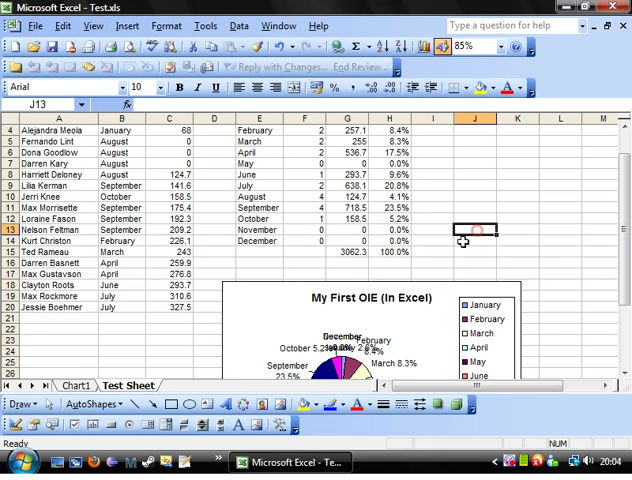 Microsoft Excel - Test.xls
File Edit View Insert Format Tools Data Window Help
Type a question for help
85%
Reply with Changes... End Review...
Arial 10 B I U
J13 fx
A B C D E F G H I J K L M
4 Alejandra Meola January 68 February 2 257.1 8.4%
5 Fernando Lint August 0 March 2 255 8.3%
6 Dona Goodlow August 0 April 2 536.7 17.5%
7 Darren Kary August 0 May 0 0 0.0%
8 Harriett Deloney August 124.7 June 1 293.7 9.6%
9 Lilia Kerman September 141.6 July 2 638.1 20.8%
10 Jerri Knee October 158.5 August 4 124.7 4.1%
11 Max Morrisette September 175.4 September 4 718.5 23.5%
12 Loraine Fason September 192.3 October 1 158.5 5.2%
13 Nelson Feltman September 209.2 November 0 0 0.0%
14 Kurt Christon February 226.1 December 0 0 0.0%
15 Ted Rameau March 243 3062.3 100.0%
16 Darren Basnett April 259.9
17 Max Gustavson April 276.8
18 Clayton Roots June 293.7
19 Max Rockmore July 310.6
20 Jessie Boehmer July 327.5
21
22
23
24
25
26
My First OIE (In Excel)
December
February
8.4%
October 5.2%
March 8.3%
September
23.5%
January
February
March
April
May
June
Chart1 Test Sheet
Draw AutoShapes
Ready NUM
Microsoft Excel - Te...
20:04